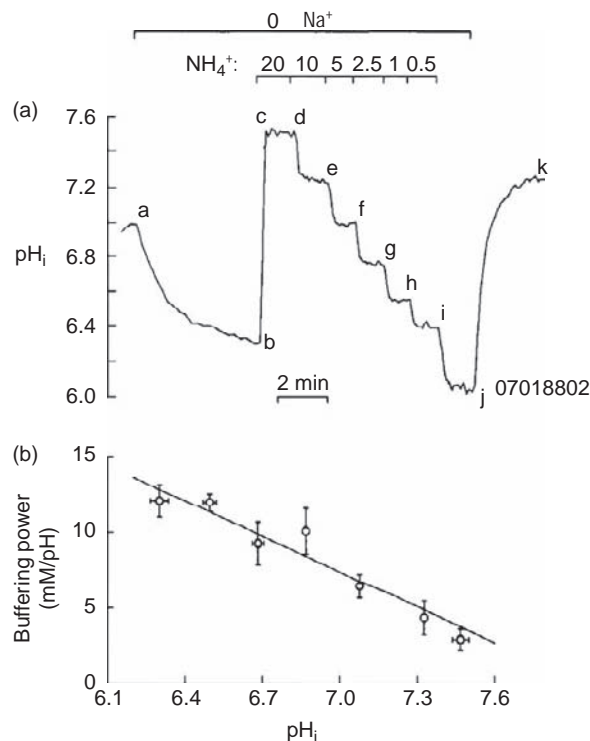 0 Na⁺
NH₄⁺: 20 10 5 2.5 1 0.5
(a)
7.6
7.2
6.8
6.4
6.0
pHᵢ
a
b
c
d
e
f
g
h
i
j
k
2 min
07018802
(b)
15
10
5
0
Buffering power
(mM/pH)
6.1 6.4 6.7 7.0 7.3 7.6
pHᵢ